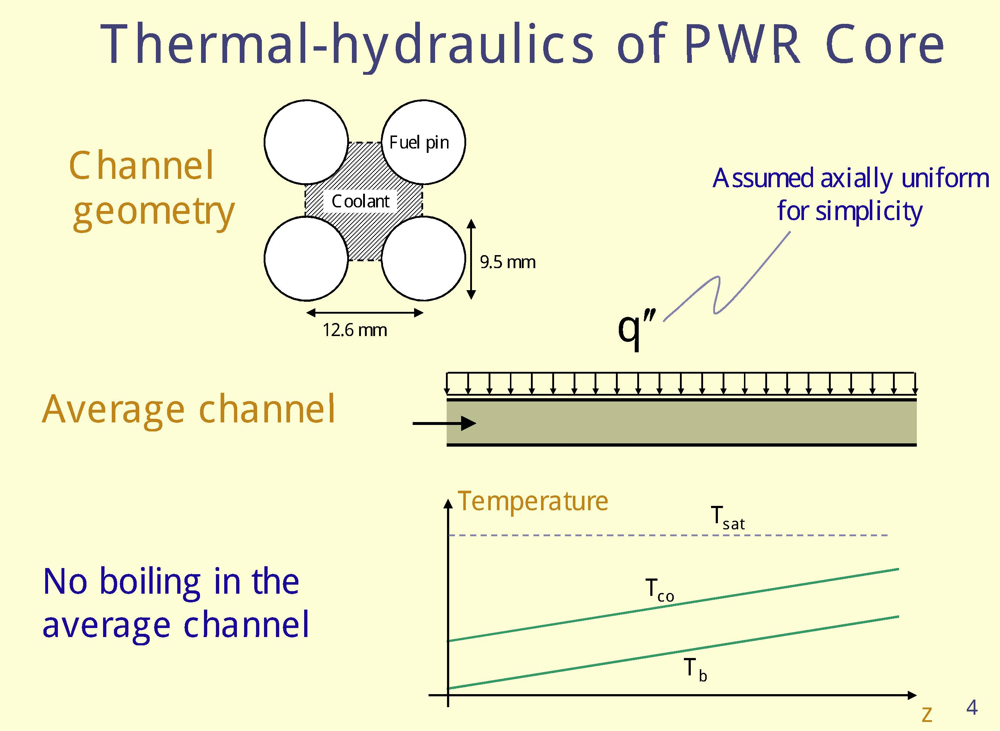 Thermal-hydraulics of PWR Core
Channel
geometry
Fuel pin
Coolant
9.5 mm
12.6 mm
Assumed axially uniform
for simplicity
q″
Average channel
Temperature
Tsat
Tco
Tb
No boiling in the
average channel
z
4